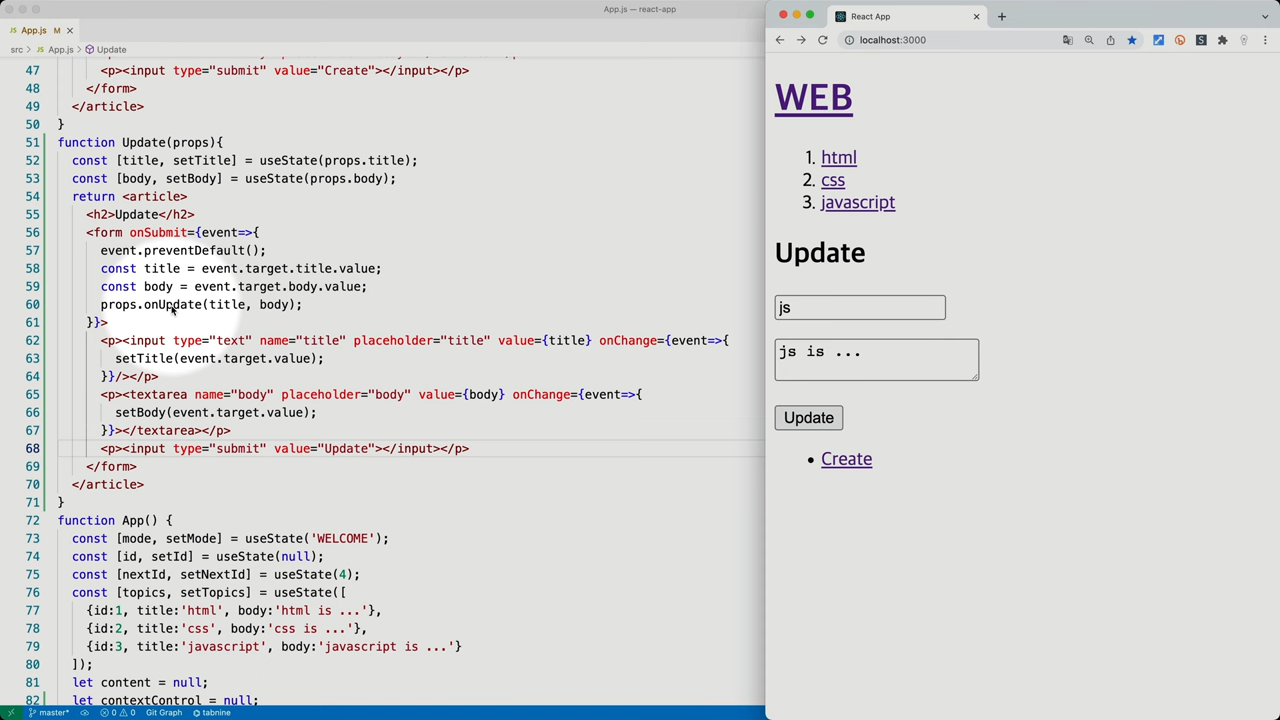 App.js — react-app
App.js M ×
src > App.js > Update
47 <p><input type="submit" value="Create"></input></p>
48 </form>
49 </article>
50 }
51 function Update(props){
52 const [title, setTitle] = useState(props.title);
53 const [body, setBody] = useState(props.body);
54 return <article>
55 <h2>Update</h2>
56 <form onSubmit={event=>{
57 event.preventDefault();
58 const title = event.target.title.value;
59 const body = event.target.body.value;
60 props.onUpdate(title, body);
61 }}>
62 <p><input type="text" name="title" placeholder="title" value={title} onChange={event=>{
63 setTitle(event.target.value);
64 }}/></p>
65 <p><textarea name="body" placeholder="body" value={body} onChange={event=>{
66 setBody(event.target.value);
67 }}></textarea></p>
68 <p><input type="submit" value="Update"></input></p>
69 </form>
70 </article>
71 }
72 function App() {
73 const [mode, setMode] = useState('WELCOME');
74 const [id, setId] = useState(null);
75 const [nextId, setNextId] = useState(4);
76 const [topics, setTopics] = useState([
77 {id:1, title:'html', body:'html is ...'},
78 {id:2, title:'css', body:'css is ...'},
79 {id:3, title:'javascript', body:'javascript is ...'}
80 ]);
81 let content = null;
82 let contextControl = null;
master* 0 0 Git Graph tabnine
React App
localhost:3000
WEB
1. html
2. css
3. javascript
Update
js
js is ...
Update
• Create